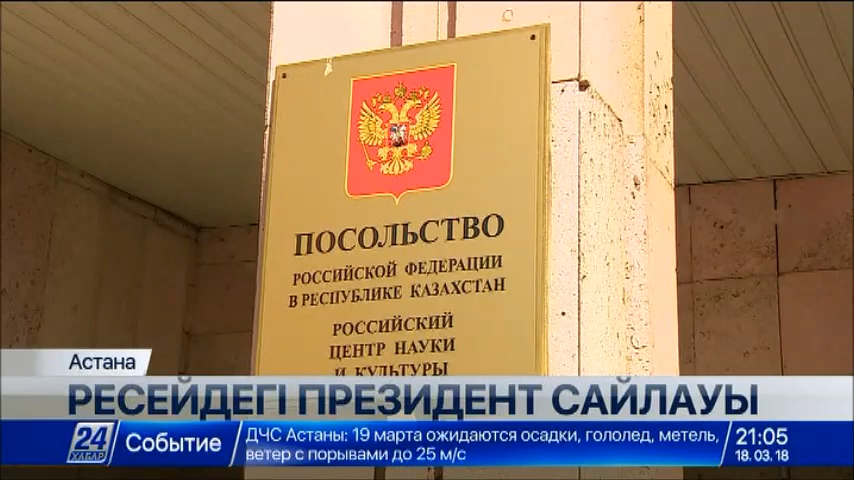 ПОСОЛЬСТВО
РОССИЙСКОЙ ФЕДЕРАЦИИ
В РЕСПУБЛИКЕ КАЗАХСТАН
РОССИЙСКИЙ
ЦЕНТР НАУКИ
И КУЛЬТУРЫ
Астана
РЕСЕЙДЕГІ ПРЕЗИДЕНТ САЙЛАУЫ
24
ХАБАР
Событие
ДЧС Астаны: 19 марта ожидаются осадки, гололед, метель,
ветер с порывами до 25 м/с
21:05
18.03.18